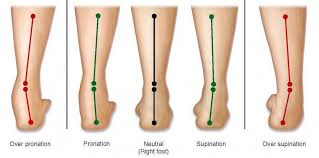 Over pronation
Pronation
Neutral
(Right foot)
Supination
Over supination